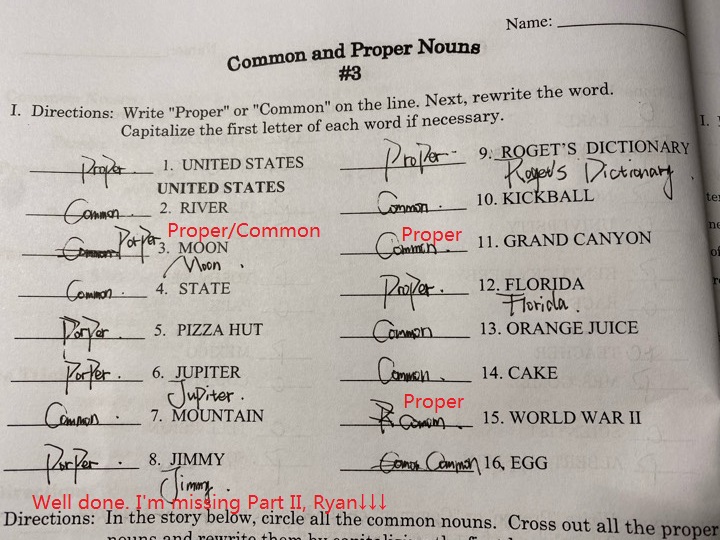 Name:
Common and Proper Nouns
#3
I. Directions: Write "Proper" or "Common" on the line. Next, rewrite the word.
Capitalize the first letter of each word if necessary.
Proper 1. UNITED STATES
UNITED STATES
Common 2. RIVER
Proper/Common
Common Porper 3. MOON
Moon.
Common. 4. STATE
Porper 5. PIZZA HUT
Porper. 6. JUPITER
Jupiter.
Common. 7. MOUNTAIN
Porper. 8. JIMMY
Jimmy.
Proper 9. ROGET'S DICTIONARY
Roget's Dictionary.
Common. 10. KICKBALL
Proper
Common. 11. GRAND CANYON
Proper. 12. FLORIDA
Florida.
Common 13. ORANGE JUICE
Common. 14. CAKE
Proper
15. WORLD WAR II
Common 16, EGG
Well done. I'm missing Part II, Ryan↓↓↓
Directions: In the story below, circle all the common nouns. Cross out all the proper
nouns and rewrite them by
I.